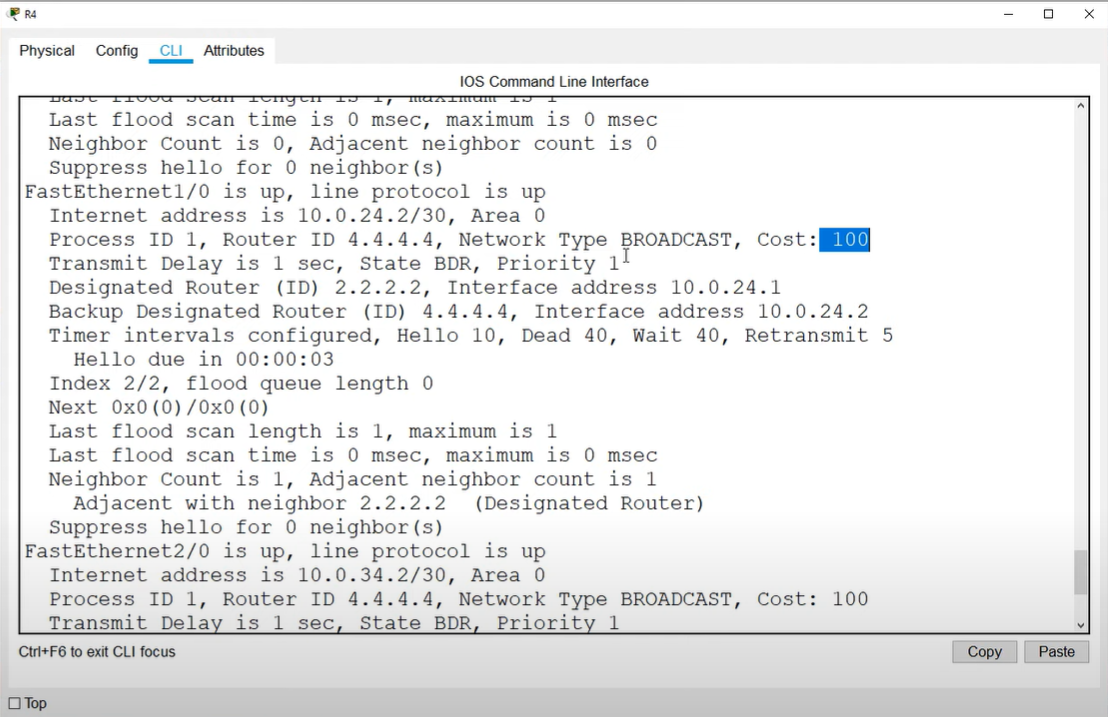 R4
Physical Config CLI Attributes
IOS Command Line Interface
Last flood scan length is 1, maximum is 1
Last flood scan time is 0 msec, maximum is 0 msec
Neighbor Count is 0, Adjacent neighbor count is 0
Suppress hello for 0 neighbor(s)
FastEthernet1/0 is up, line protocol is up
Internet address is 10.0.24.2/30, Area 0
Process ID 1, Router ID 4.4.4.4, Network Type BROADCAST, Cost: 100
Transmit Delay is 1 sec, State BDR, Priority 1
Designated Router (ID) 2.2.2.2, Interface address 10.0.24.1
Backup Designated Router (ID) 4.4.4.4, Interface address 10.0.24.2
Timer intervals configured, Hello 10, Dead 40, Wait 40, Retransmit 5
Hello due in 00:00:03
Index 2/2, flood queue length 0
Next 0x0(0)/0x0(0)
Last flood scan length is 1, maximum is 1
Last flood scan time is 0 msec, maximum is 0 msec
Neighbor Count is 1, Adjacent neighbor count is 1
Adjacent with neighbor 2.2.2.2 (Designated Router)
Suppress hello for 0 neighbor(s)
FastEthernet2/0 is up, line protocol is up
Internet address is 10.0.34.2/30, Area 0
Process ID 1, Router ID 4.4.4.4, Network Type BROADCAST, Cost: 100
Transmit Delay is 1 sec, State BDR, Priority 1
Ctrl+F6 to exit CLI focus
Copy Paste
Top